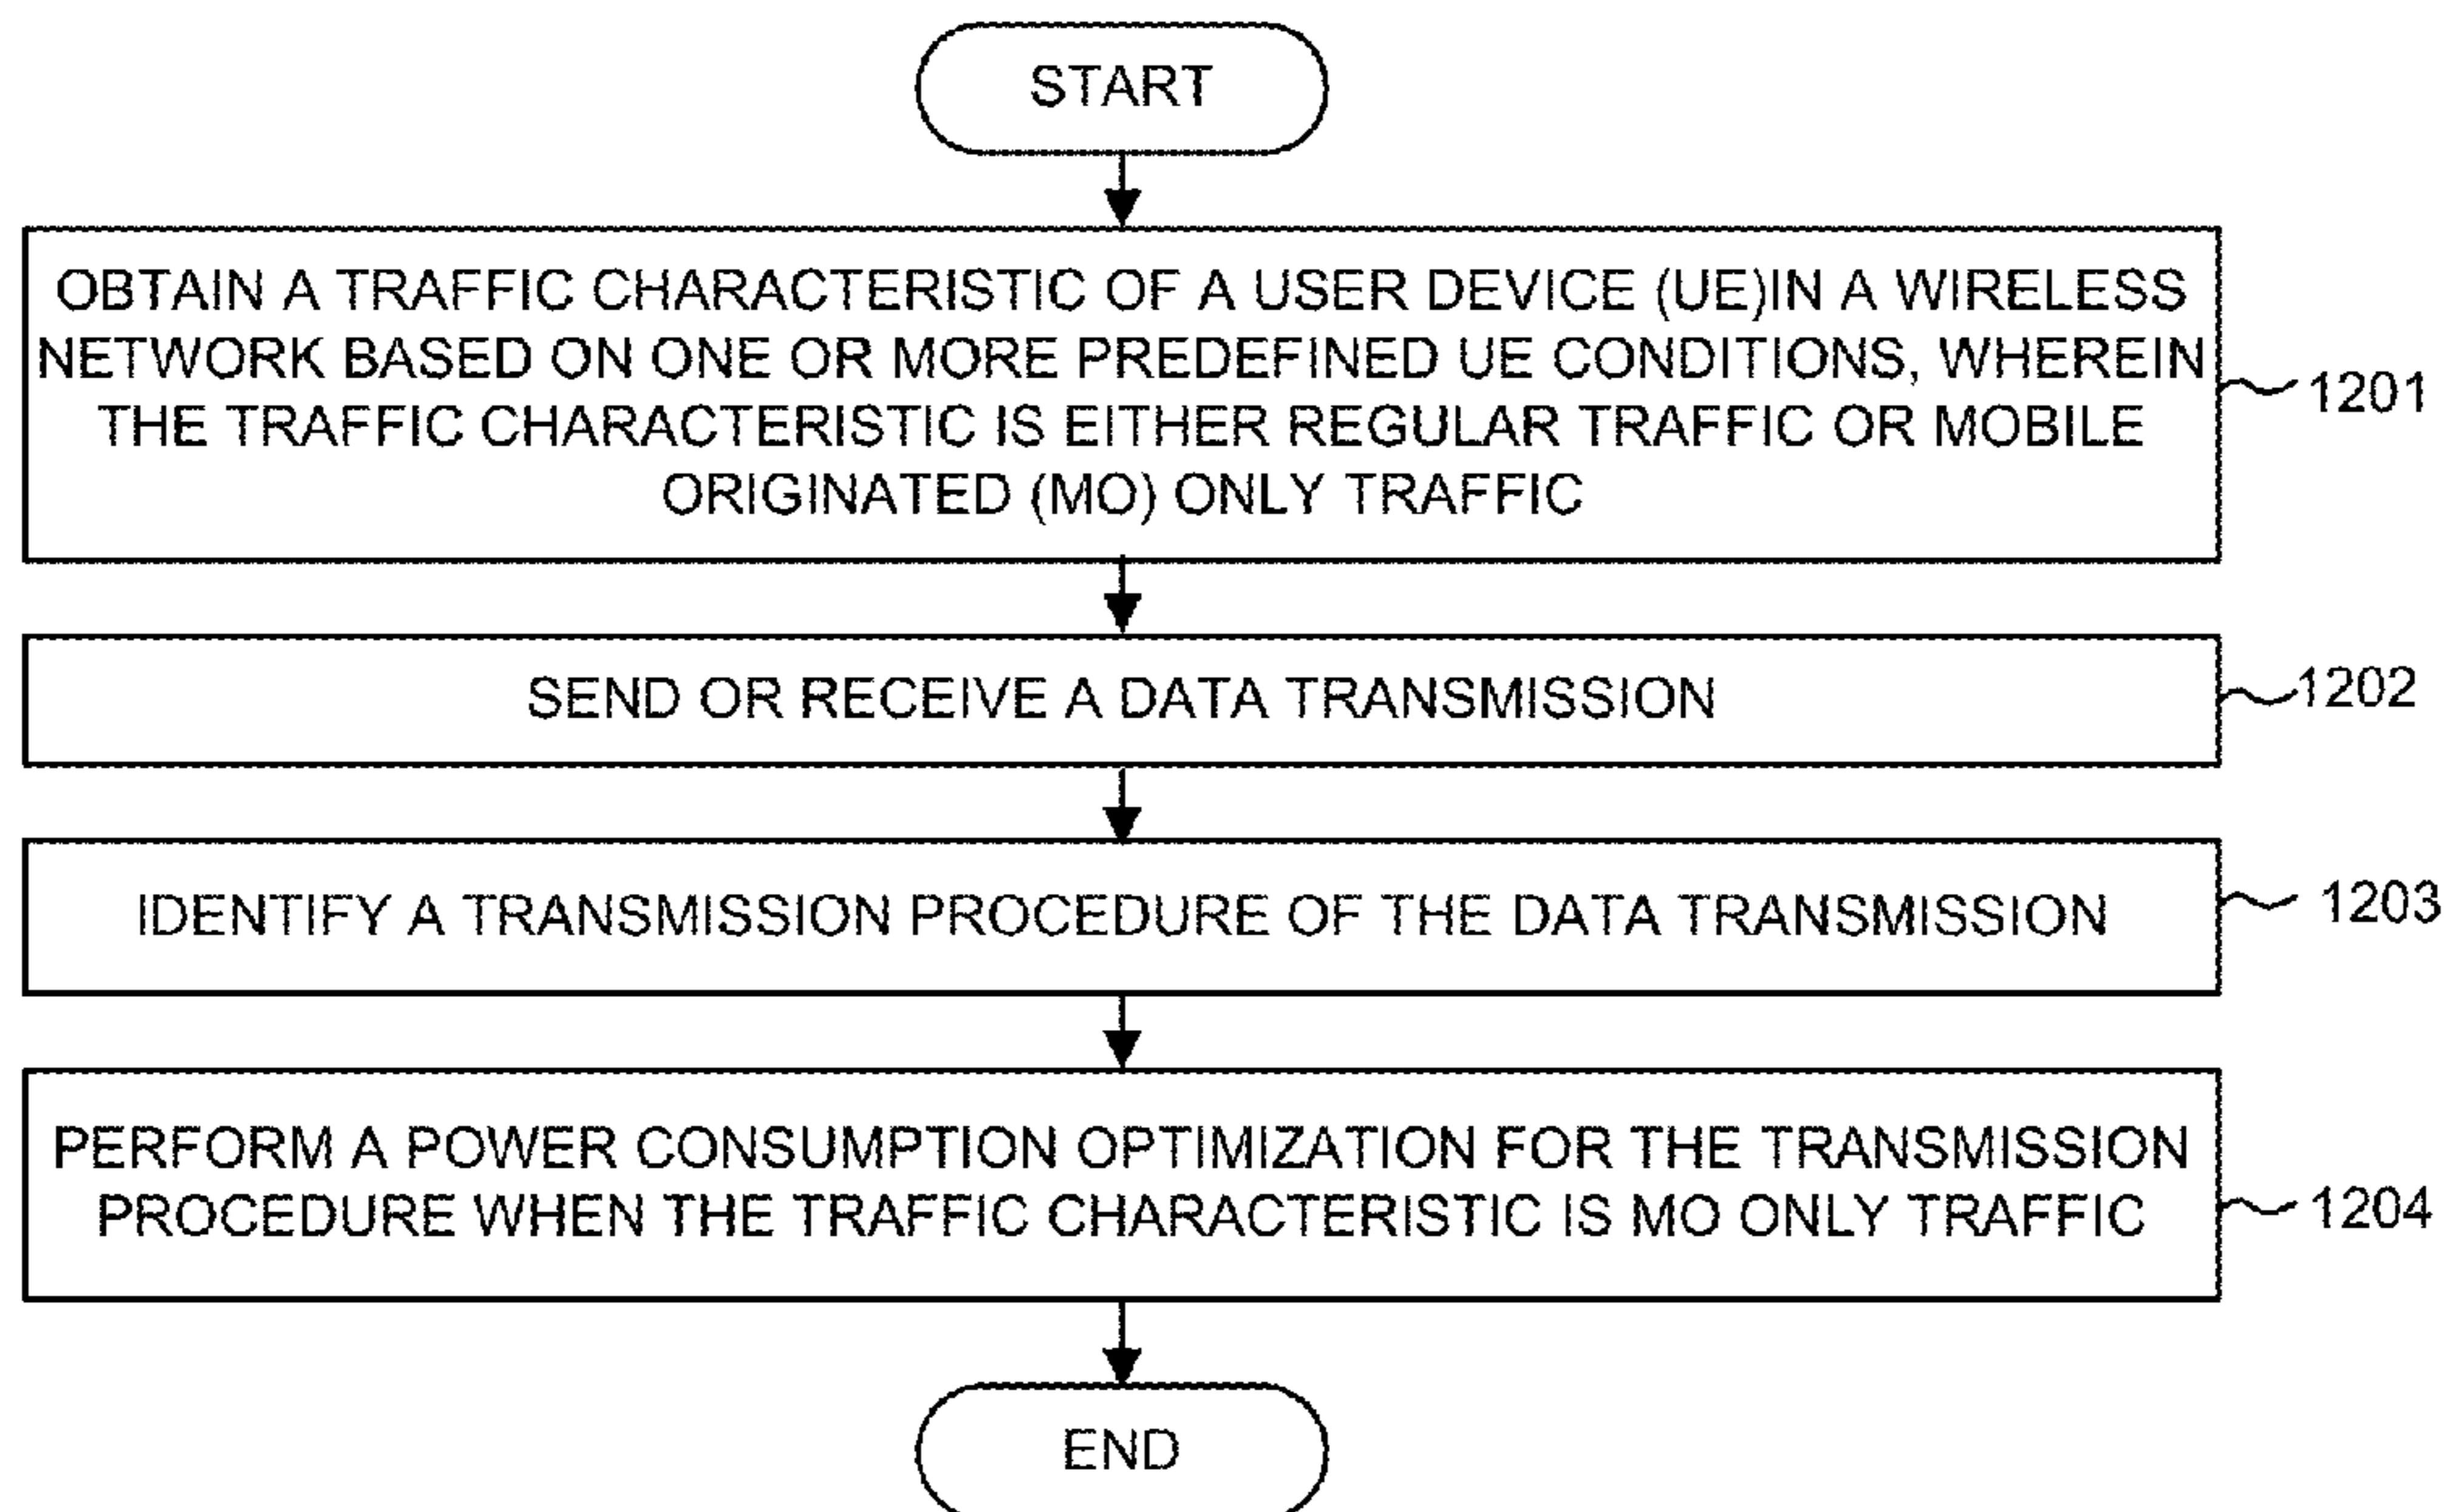 START
OBTAIN A TRAFFIC CHARACTERISTIC OF A USER DEVICE (UE)IN A WIRELESS
NETWORK BASED ON ONE OR MORE PREDEFINED UE CONDITIONS, WHEREIN
THE TRAFFIC CHARACTERISTIC IS EITHER REGULAR TRAFFIC OR MOBILE
ORIGINATED (MO) ONLY TRAFFIC
1201
SEND OR RECEIVE A DATA TRANSMISSION
1202
IDENTIFY A TRANSMISSION PROCEDURE OF THE DATA TRANSMISSION
1203
PERFORM A POWER CONSUMPTION OPTIMIZATION FOR THE TRANSMISSION
PROCEDURE WHEN THE TRAFFIC CHARACTERISTIC IS MO ONLY TRAFFIC
1204
END